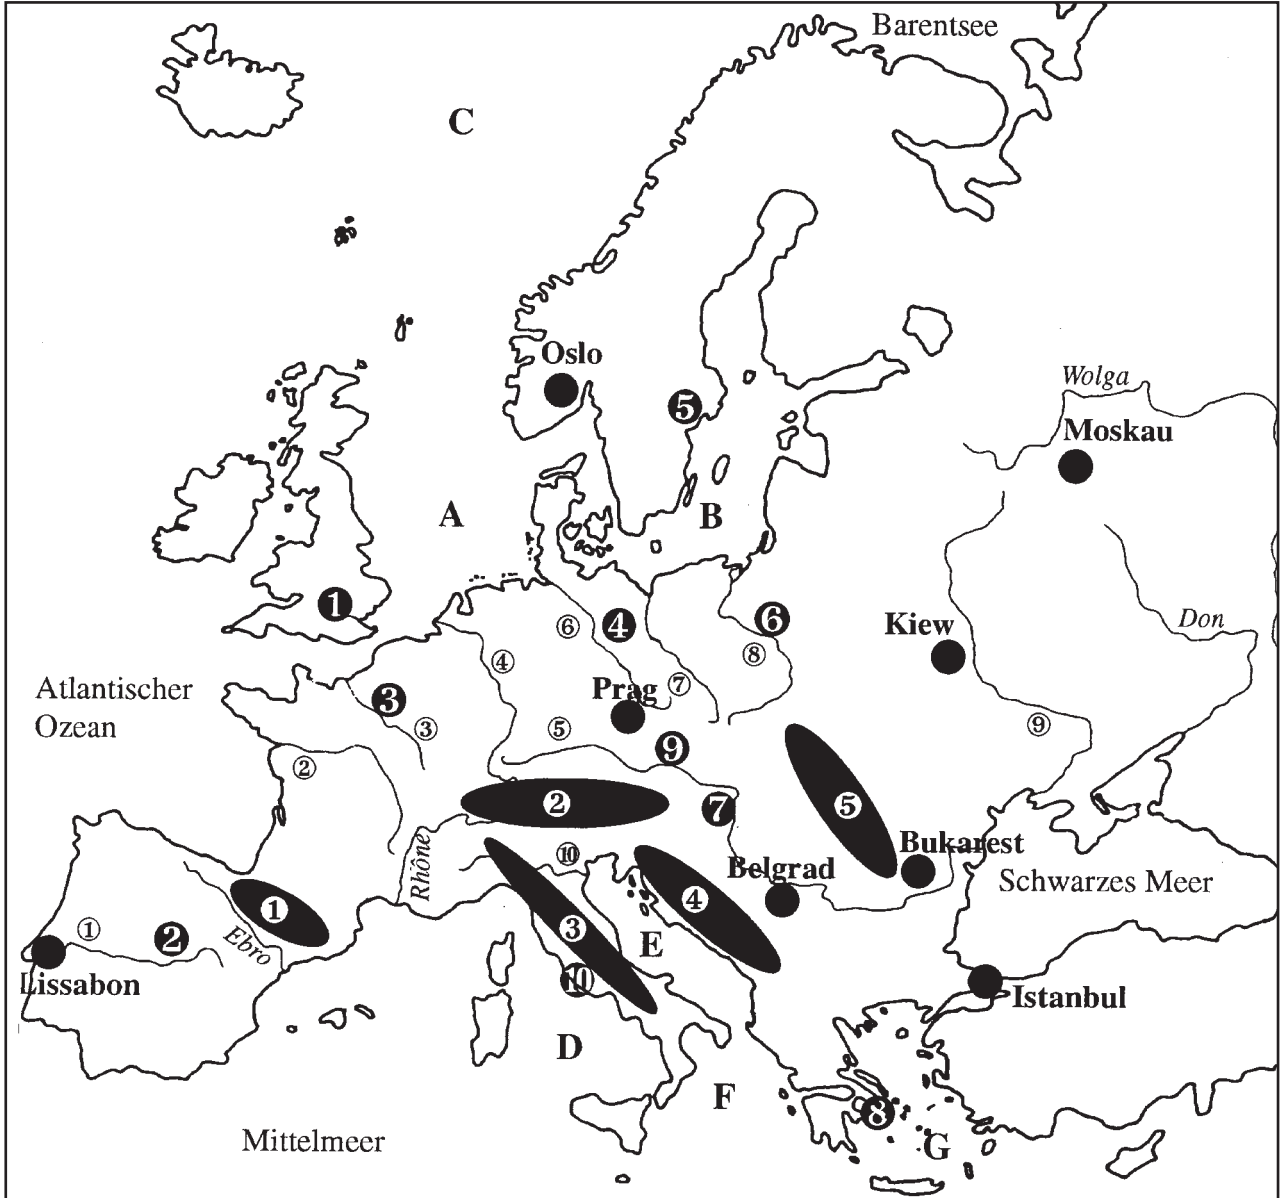 Barentsee
C
Oslo
5
Wolga
Moskau
A
B
1
6
4
6
Kiew
Don
4
8
7
Atlantischer
Ozean
Prag
3
3
5
9
9
2
2
5
7
Bukarest
Rhône
10
Belgrad
Schwarzes Meer
1
4
1
2
Ebro
3
E
Lissabon
10
Istanbul
D
F
8
Mittelmeer
G